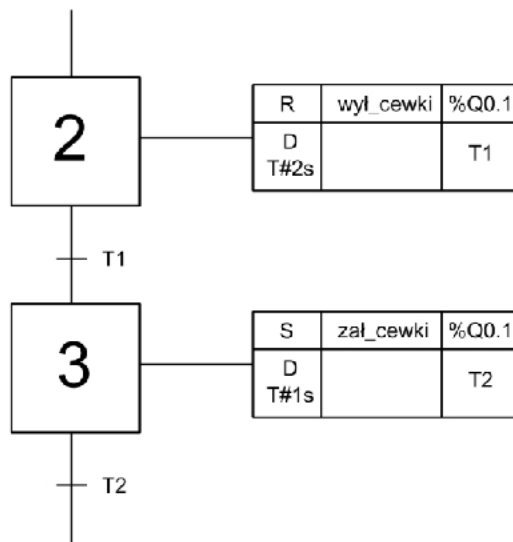 2
R wył_cewki %Q0.1
D
T#2s
T1
T1
3
S zał_cewki %Q0.1
D
T#1s
T2
T2